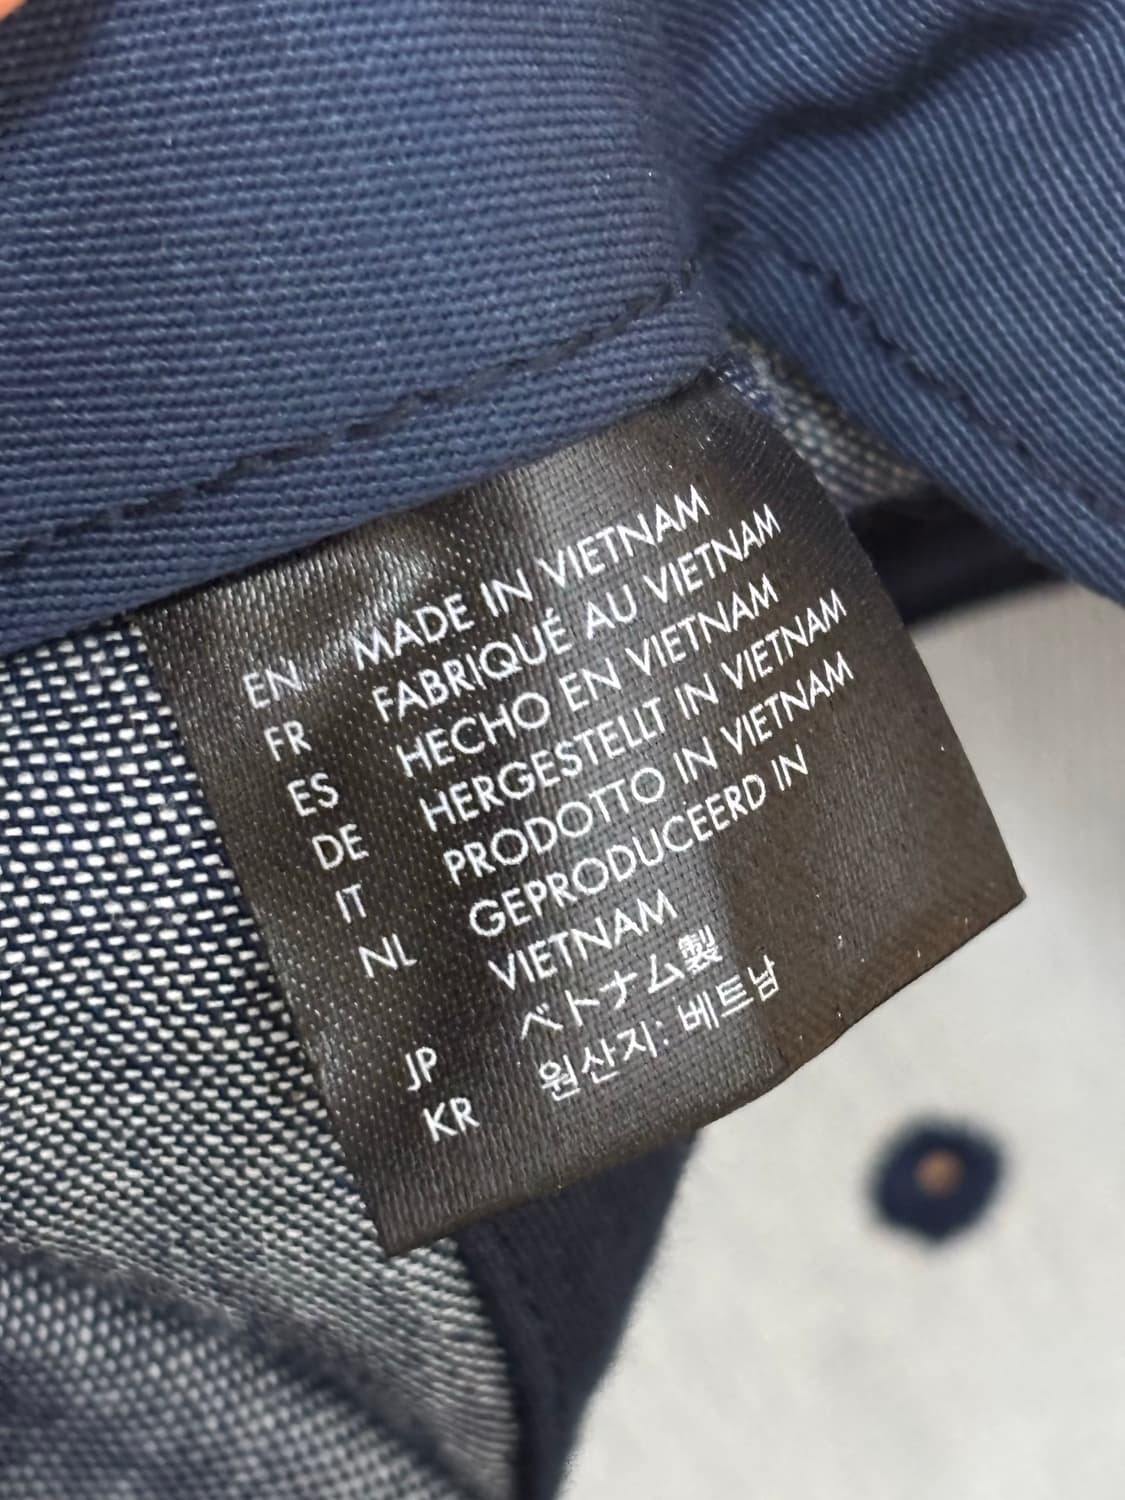 EN MADE IN VIETNAM
FR FABRIQUÉ AU VIETNAM
ES HECHO EN VIETNAM
DE HERGESTELLT IN VIETNAM
IT PRODOTTO IN VIETNAM
NL GEPRODUCEERD IN
VIETNAM
JP ベトナム製
KR 원산지: 베트남